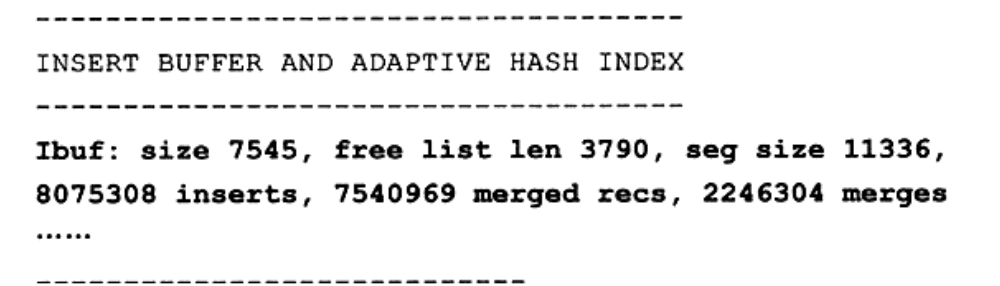 -------------------------------------
INSERT BUFFER AND ADAPTIVE HASH INDEX
-------------------------------------
Ibuf: size 7545, free list len 3790, seg size 11336,
8075308 inserts, 7540969 merged recs, 2246304 merges
......
----------------------------